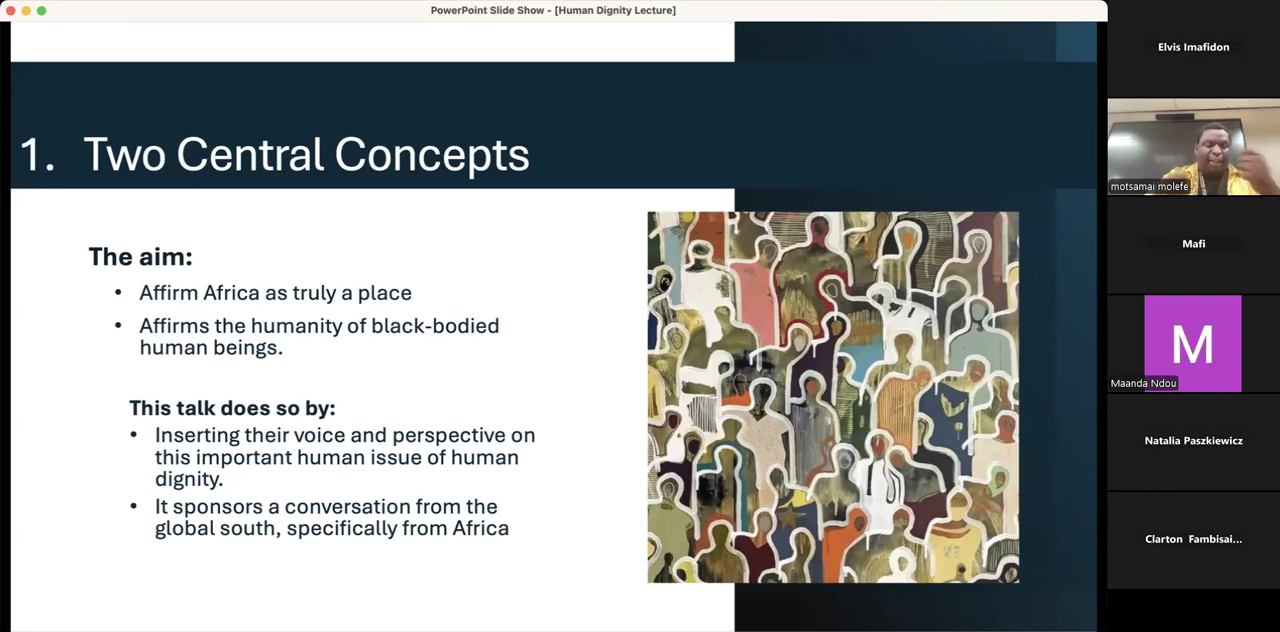 PowerPoint Slide Show - [Human Dignity Lecture]
1. Two Central Concepts
The aim:
• Affirm Africa as truly a place
• Affirms the humanity of black-bodied
human beings.
This talk does so by:
• Inserting their voice and perspective on
this important human issue of human
dignity.
• It sponsors a conversation from the
global south, specifically from Africa
Elvis Imafidon
motsamai molefe
Mafi
M
Maanda Ndou
Natalia Paszkiewicz
Clarton Fambisai...